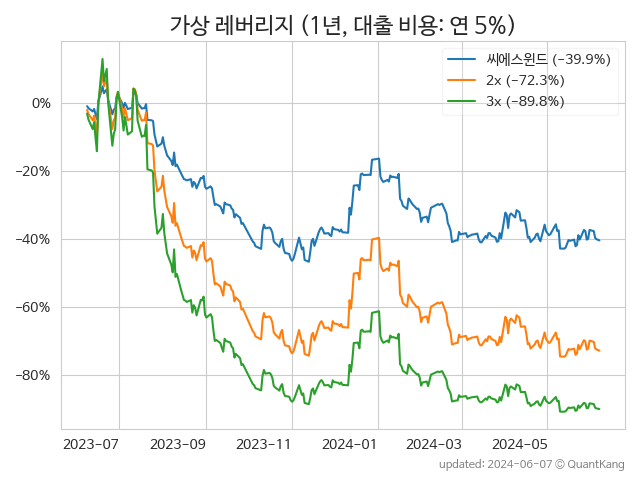 가상 레버리지 (1년, 대출 비용: 연 5%)
씨에스윈드 (−39.9%)
2x (−72.3%)
3x (−89.8%)
0%
−20%
−40%
−60%
−80%
2023-07 2023-09 2023-11 2024-01 2024-03 2024-05
updated: 2024-06-07 © QuantKang